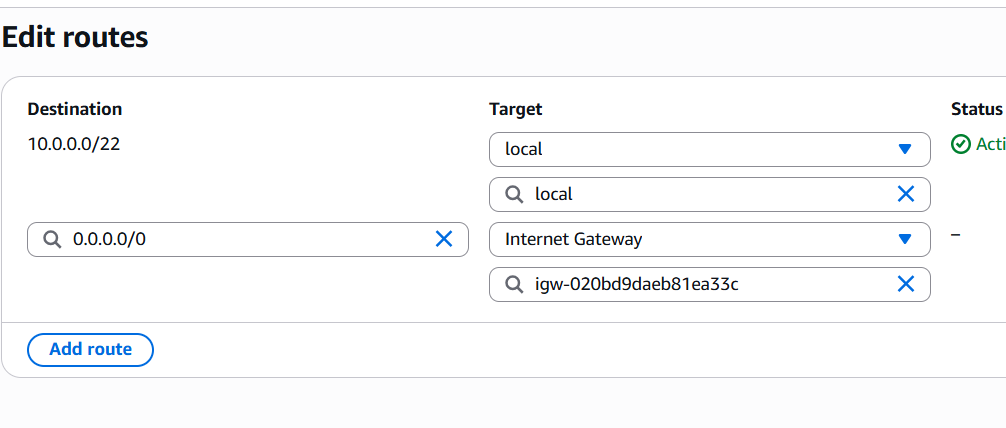 Edit routes
Destination Target Status
10.0.0.0/22 local Acti
local
0.0.0.0/0 Internet Gateway –
igw-020bd9daeb81ea33c
Add route